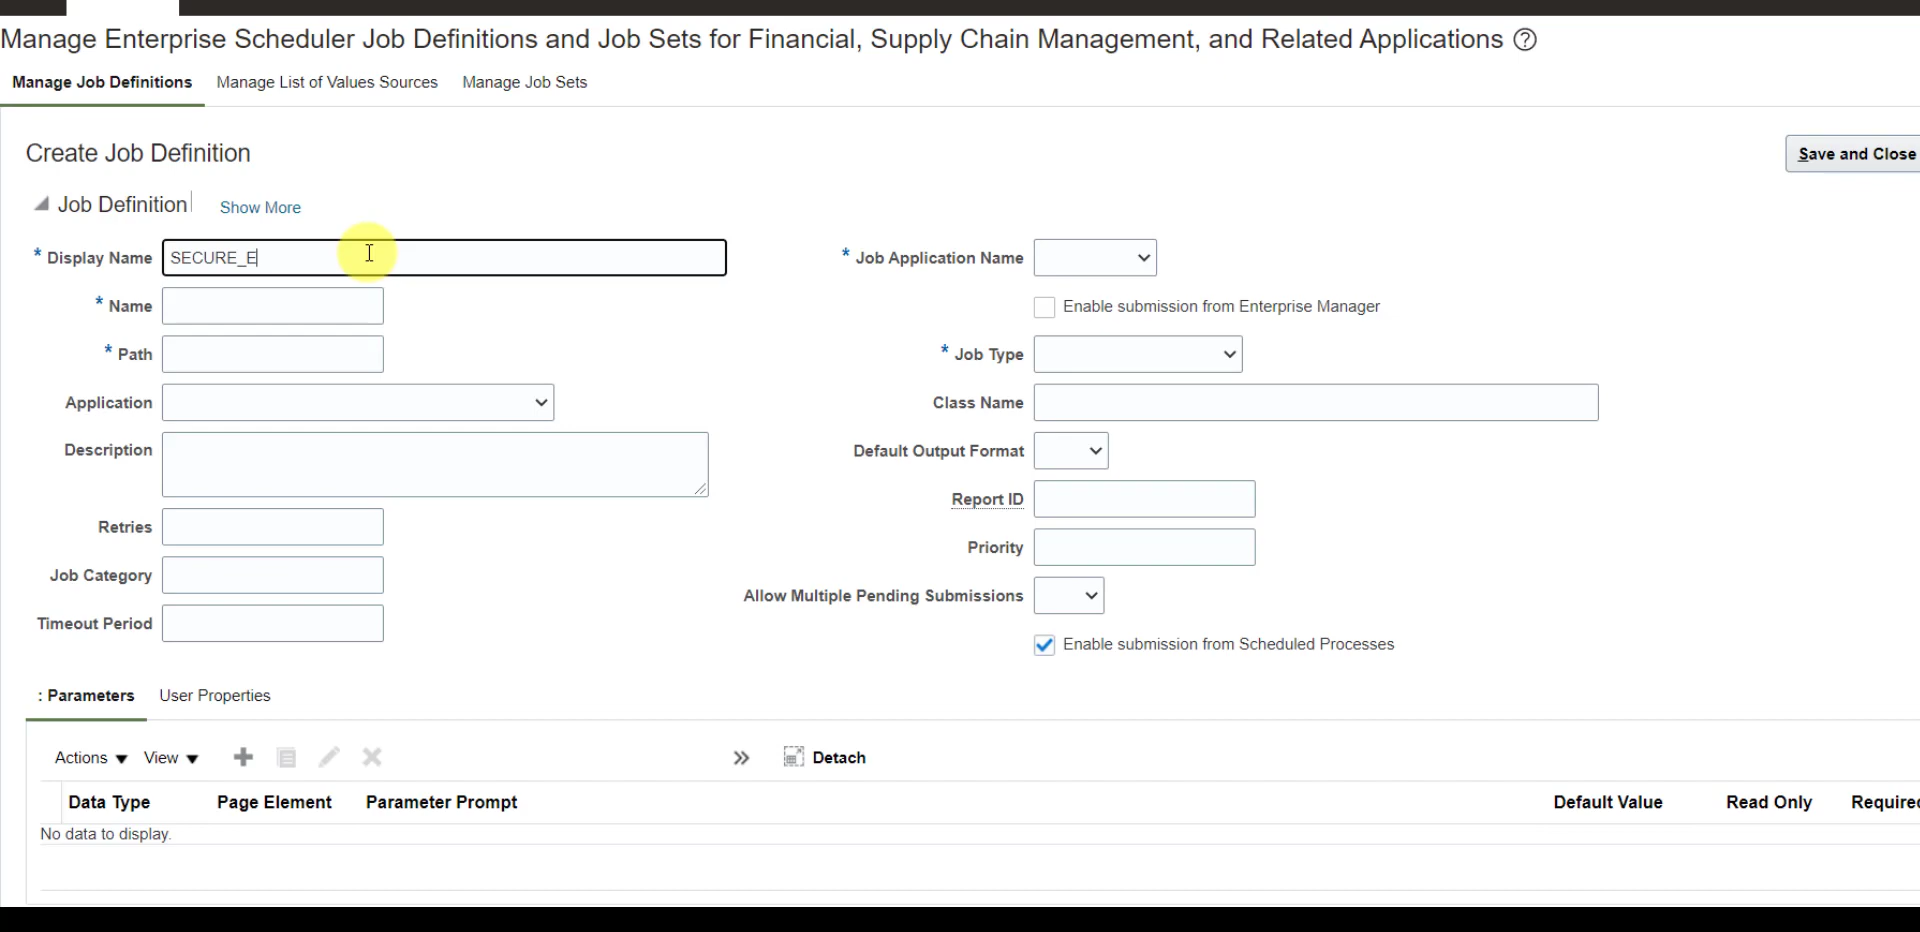 Manage Enterprise Scheduler Job Definitions and Job Sets for Financial, Supply Chain Management, and Related Applications ?
Manage Job Definitions Manage List of Values Sources Manage Job Sets
Create Job Definition
Save and Close
Job Definition Show More
* Display Name SECURE_E
* Job Application Name
* Name
Enable submission from Enterprise Manager
* Path
* Job Type
Application
Class Name
Description
Default Output Format
Report ID
Retries
Priority
Job Category
Allow Multiple Pending Submissions
Timeout Period
Enable submission from Scheduled Processes
: Parameters User Properties
Actions View Detach
Data Type Page Element Parameter Prompt Default Value Read Only Required
No data to display.